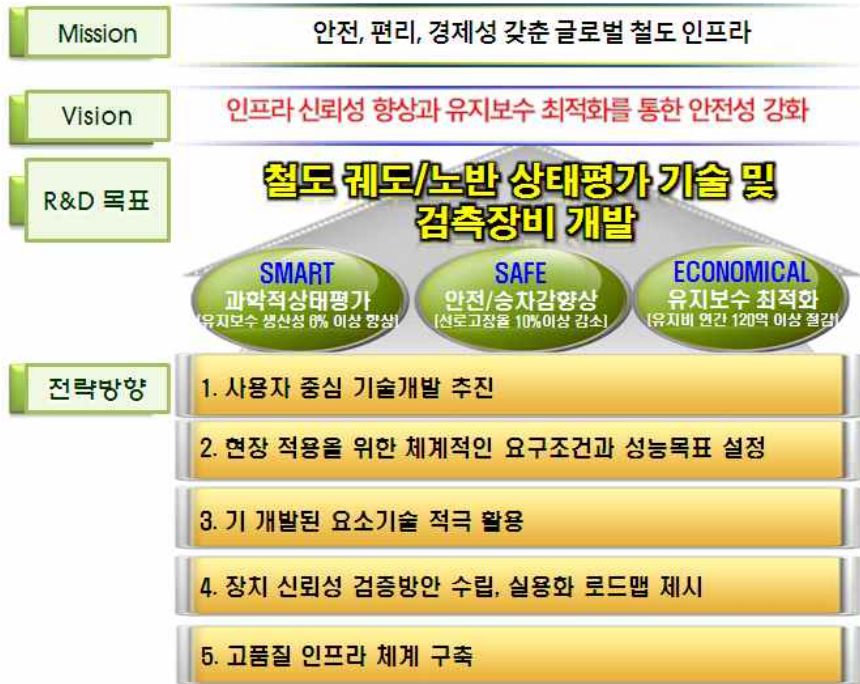 Mission
안전, 편리, 경제성 갖춘 글로벌 철도 인프라
Vision
인프라 신뢰성 향상과 유지보수 최적화를 통한 안전성 강화
R&D 목표
철도 궤도/노반 상태평가 기술 및
검측장비 개발
SMART
과학적상태평가
[유지보수 생산성 6% 이상 향상]
SAFE
안전/승차감향상
[선로고장율 10%이상 감소]
ECONOMICAL
유지보수 최적화
[유지비 연간 120억 이상 절감]
전략방향
1. 사용자 중심 기술개발 추진
2. 현장 적용을 위한 체계적인 요구조건과 성능목표 설정
3. 기 개발된 요소기술 적극 활용
4. 장치 신뢰성 검증방안 수립, 실용화 로드맵 제시
5. 고품질 인프라 체계 구축